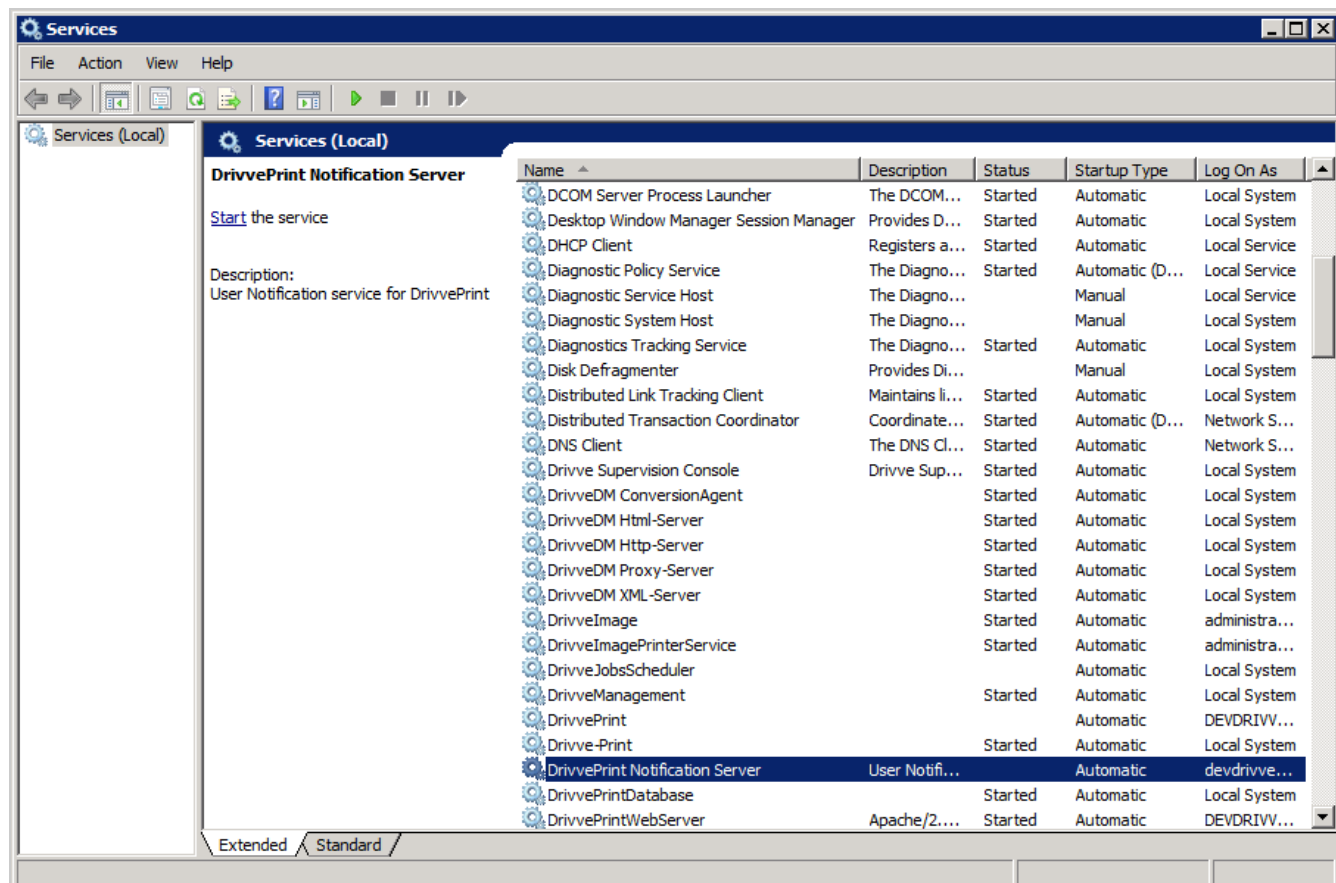 Services
File Action View Help
Services (Local)
Services (Local)
DrivvePrint Notification Server
Start the service
Description:
User Notification service for DrivvePrint
Name Description Status Startup Type Log On As
DCOM Server Process Launcher The DCOM... Started Automatic Local System
Desktop Window Manager Session Manager Provides D... Started Automatic Local System
DHCP Client Registers a... Started Automatic Local Service
Diagnostic Policy Service The Diagno... Started Automatic (D... Local Service
Diagnostic Service Host The Diagno... Manual Local Service
Diagnostic System Host The Diagno... Manual Local System
Diagnostics Tracking Service The Diagno... Started Automatic Local System
Disk Defragmenter Provides Di... Manual Local System
Distributed Link Tracking Client Maintains li... Started Automatic Local System
Distributed Transaction Coordinator Coordinate... Started Automatic (D... Network S...
DNS Client The DNS Cl... Started Automatic Network S...
Drivve Supervision Console Drivve Sup... Started Automatic Local System
DrivveDM ConversionAgent Started Automatic Local System
DrivveDM Html-Server Started Automatic Local System
DrivveDM Http-Server Started Automatic Local System
DrivveDM Proxy-Server Started Automatic Local System
DrivveDM XML-Server Started Automatic Local System
DrivveImage Started Automatic administra...
DrivveImagePrinterService Started Automatic administra...
DrivveJobsScheduler Automatic Local System
DrivveManagement Started Automatic Local System
DrivvePrint Automatic DEVDRIVV...
Drivve-Print Started Automatic Local System
DrivvePrint Notification Server User Notifi... Automatic devdrivve...
DrivvePrintDatabase Started Automatic Local System
DrivvePrintWebServer Apache/2.... Started Automatic DEVDRIVV...
Extended Standard